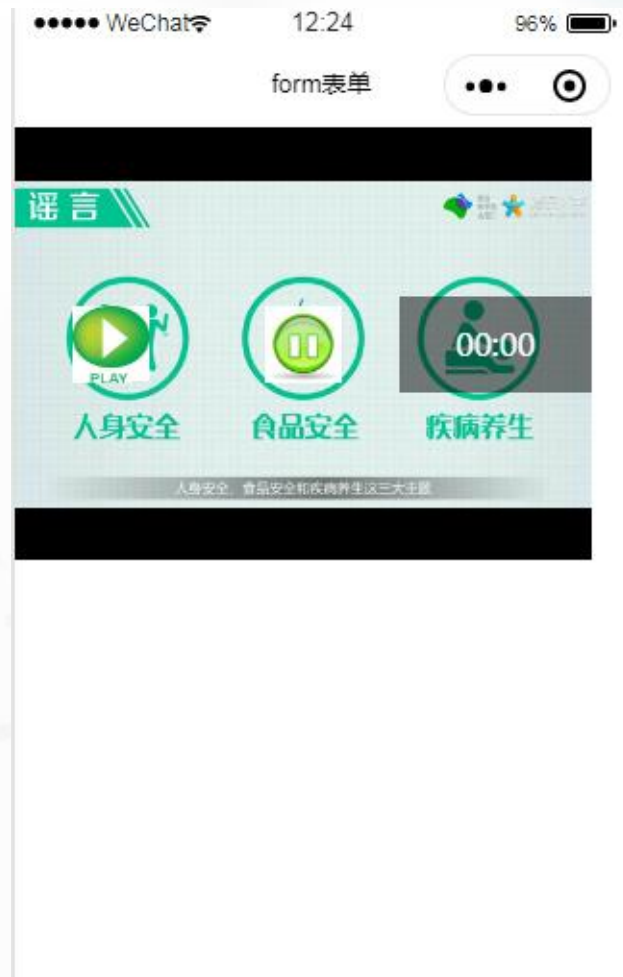 WeChat 12:24 96%
form表单
谣言
PLAY
00:00
人身安全 食品安全 疾病养生
人身安全、食品安全和疾病养生这三大主题